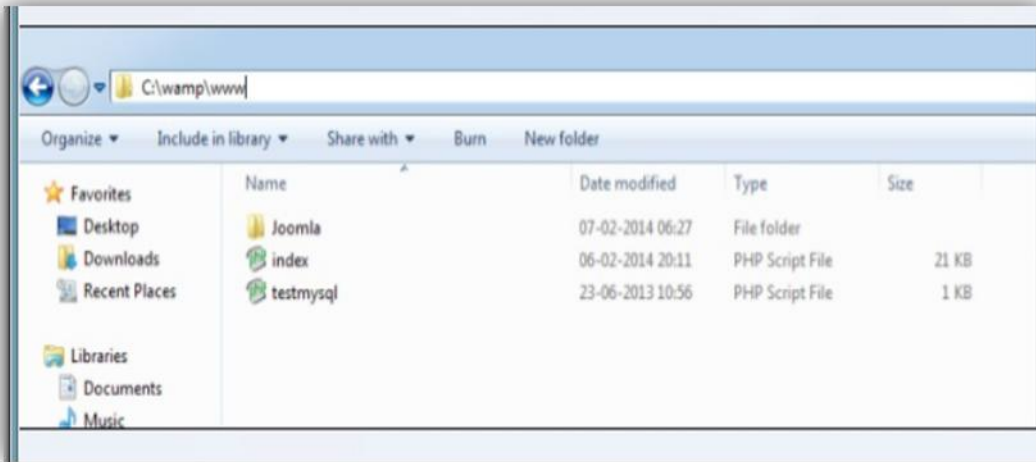 C:\wamp\www
Organize Include in library Share with Burn New folder
Favorites
Desktop
Downloads
Recent Places
Libraries
Documents
Music
Name Date modified Type Size
Joomla 07-02-2014 06:27 File folder
index 06-02-2014 20:11 PHP Script File 21 KB
testmysql 23-06-2013 10:56 PHP Script File 1 KB